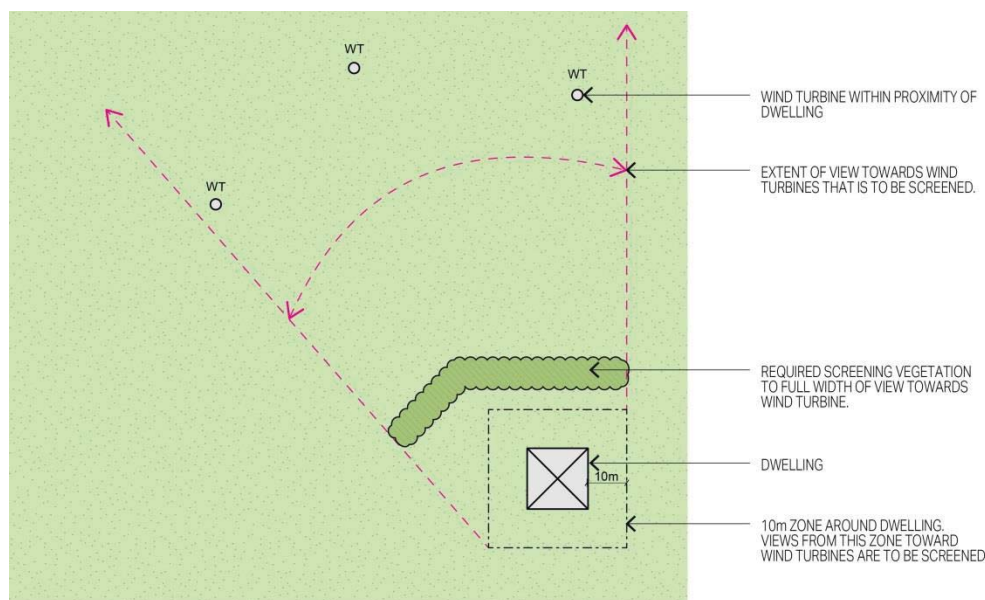 WT
WT
WT
WIND TURBINE WITHIN PROXIMITY OF
DWELLING
EXTENT OF VIEW TOWARDS WIND
TURBINES THAT IS TO BE SCREENED.
REQUIRED SCREENING VEGETATION
TO FULL WIDTH OF VIEW TOWARDS
WIND TURBINE.
DWELLING
10m
10m ZONE AROUND DWELLING.
VIEWS FROM THIS ZONE TOWARD
WIND TURBINES ARE TO BE SCREENED